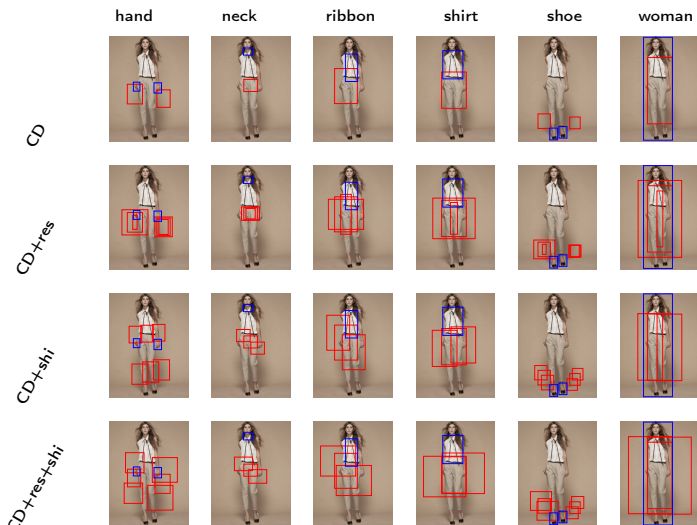 hand neck ribbon shirt shoe woman
CD
CD+res
CD+shi
CD+res+shi